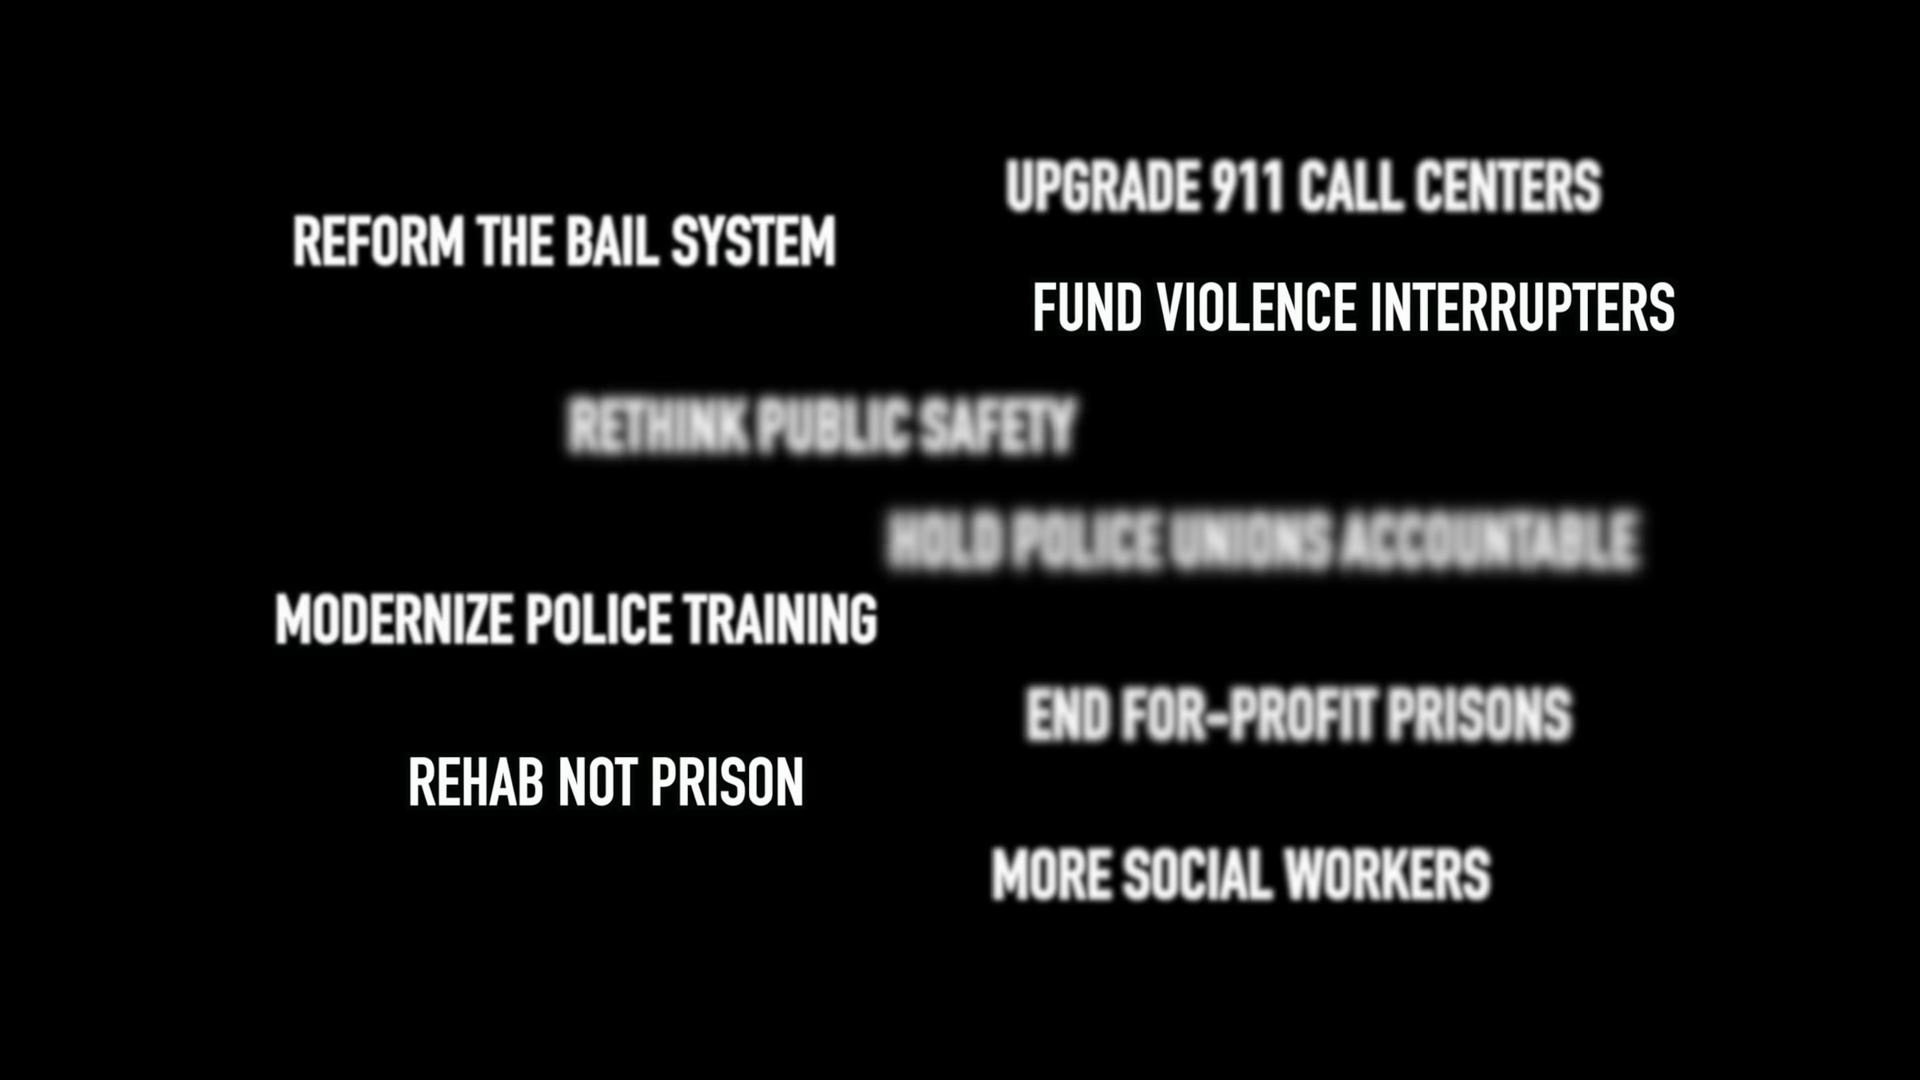 UPGRADE 911 CALL CENTERS
REFORM THE BAIL SYSTEM
FUND VIOLENCE INTERRUPTERS
RETHINK PUBLIC SAFETY
HOLD POLICE UNIONS ACCOUNTABLE
MODERNIZE POLICE TRAINING
END FOR-PROFIT PRISONS
REHAB NOT PRISON
MORE SOCIAL WORKERS